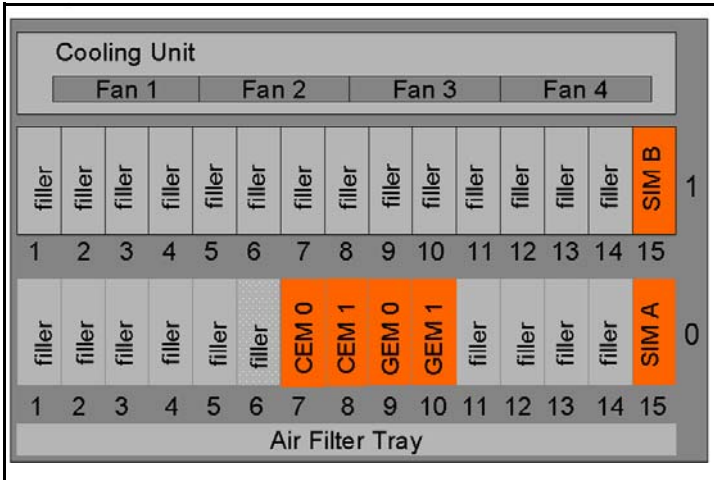 Cooling Unit
Fan 1 Fan 2 Fan 3 Fan 4
filler filler filler filler filler filler filler filler filler filler filler filler filler filler SIM B 1
1 2 3 4 5 6 7 8 9 10 11 12 13 14 15
filler filler filler filler filler filler CEM 0 CEM 1 GEM 0 GEM 1 filler filler filler filler SIM A 0
1 2 3 4 5 6 7 8 9 10 11 12 13 14 15
Air Filter Tray